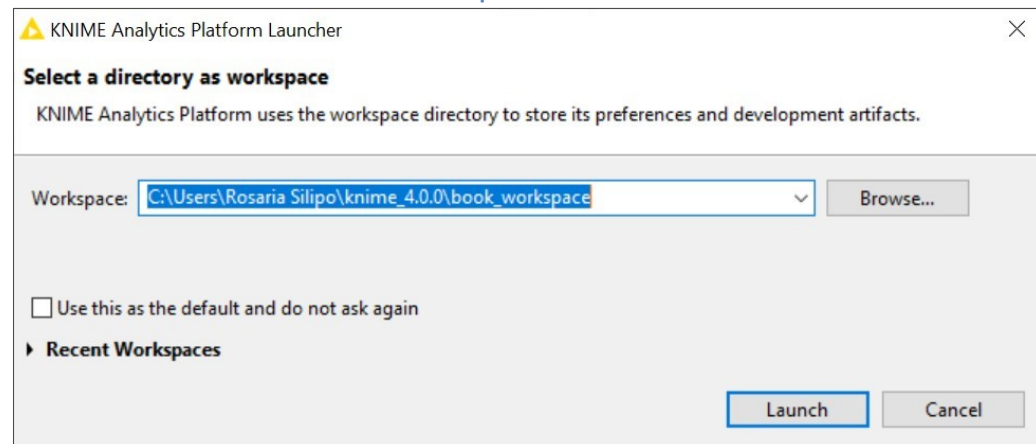 KNIME Analytics Platform Launcher
Select a directory as workspace
KNIME Analytics Platform uses the workspace directory to store its preferences and development artifacts.
Workspace: C:\Users\Rosaria Silipo\knime_4.0.0\book_workspace Browse...
Use this as the default and do not ask again
Recent Workspaces
Launch Cancel